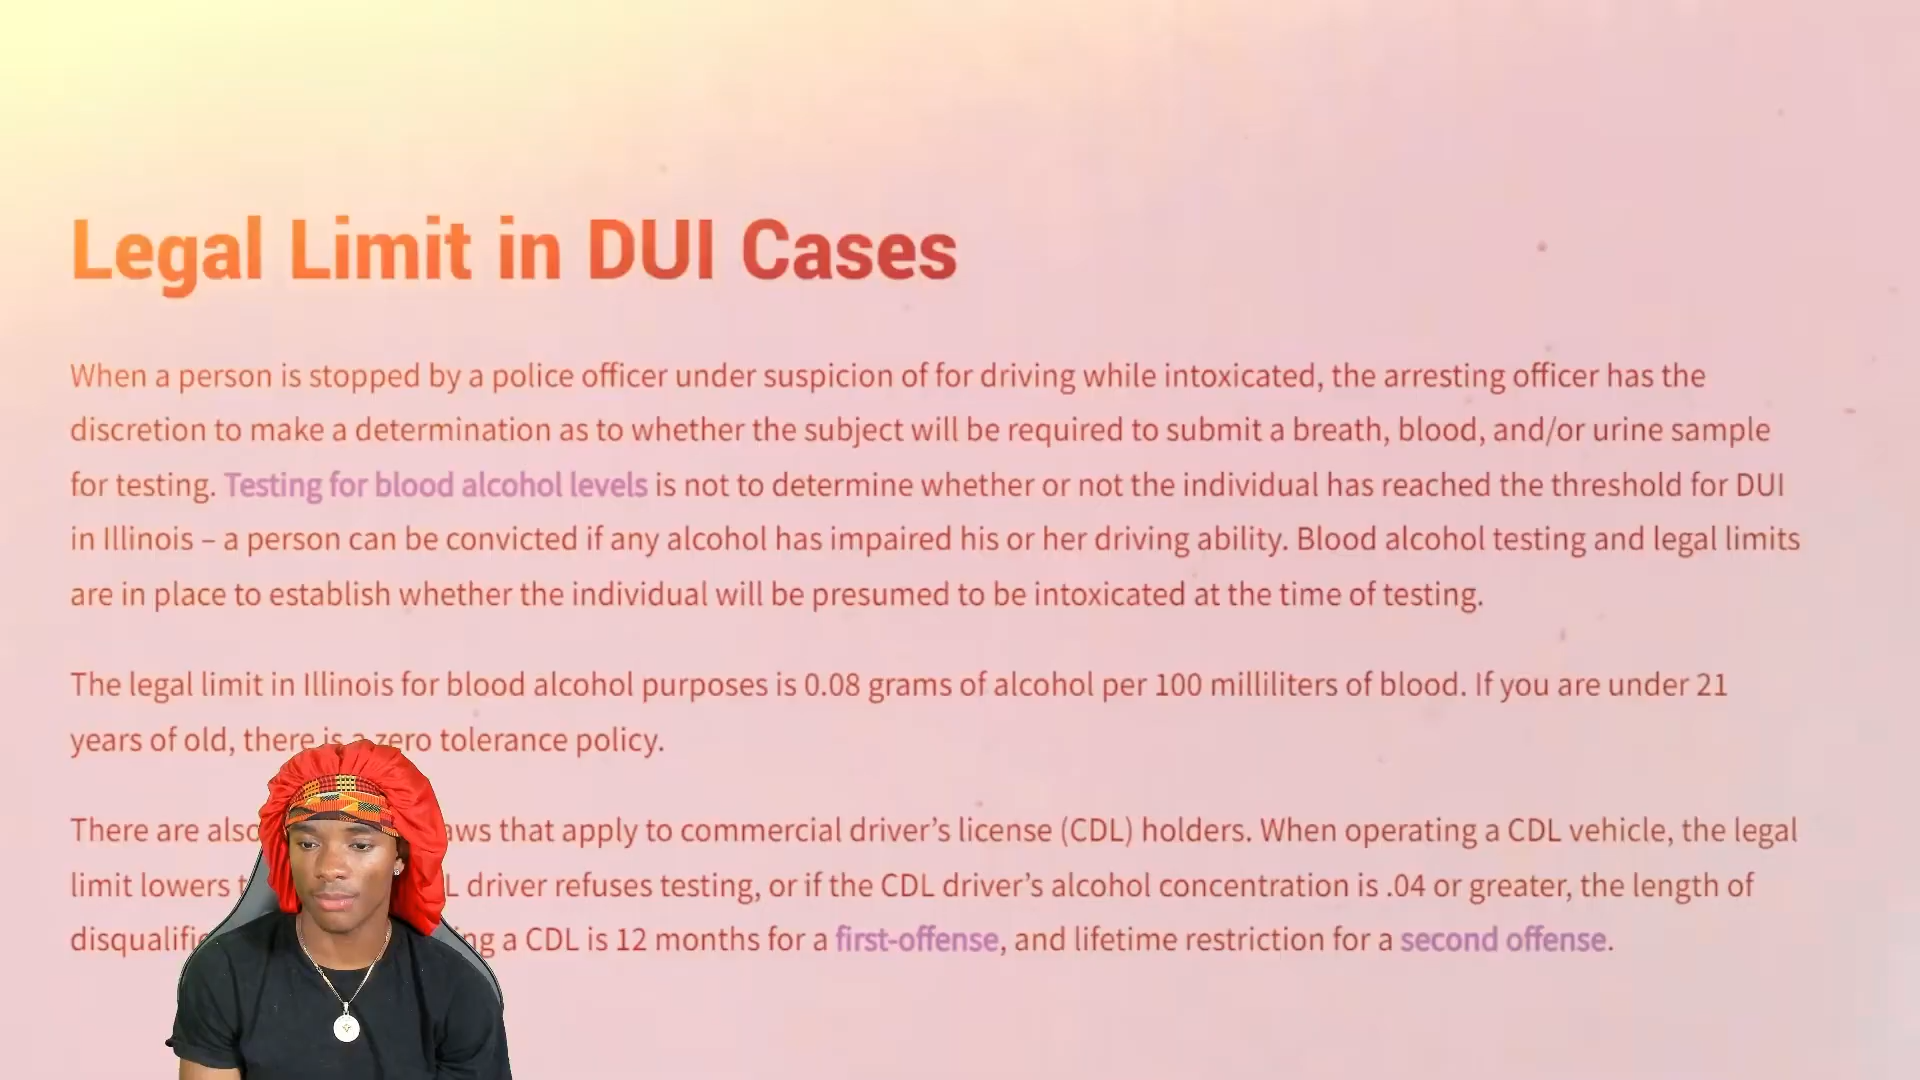 Legal Limit in DUI Cases
When a person is stopped by a police officer under suspicion of for driving while intoxicated, the arresting officer has the
discretion to make a determination as to whether the subject will be required to submit a breath, blood, and/or urine sample
for testing. Testing for blood alcohol levels is not to determine whether or not the individual has reached the threshold for DUI
in Illinois – a person can be convicted if any alcohol has impaired his or her driving ability. Blood alcohol testing and legal limits
are in place to establish whether the individual will be presumed to be intoxicated at the time of testing.
The legal limit in Illinois for blood alcohol purposes is 0.08 grams of alcohol per 100 milliliters of blood. If you are under 21
years of old, there is a zero tolerance policy.
There are also that apply to commercial driver’s license (CDL) holders. When operating a CDL vehicle, the legal
limit lowers driver refuses testing, or if the CDL driver’s alcohol concentration is .04 or greater, the length of
a CDL is 12 months for a first-offense, and lifetime restriction for a second offense.